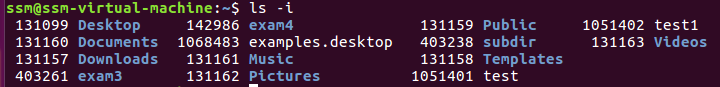 ssm@ssm-virtual-machine:~$ ls -i
131099 Desktop 142986 exam4 131159 Public 1051402 test1
131160 Documents 1068483 examples.desktop 403238 subdir 131163 Videos
131157 Downloads 131161 Music 131158 Templates
403261 exam3 131162 Pictures 1051401 test